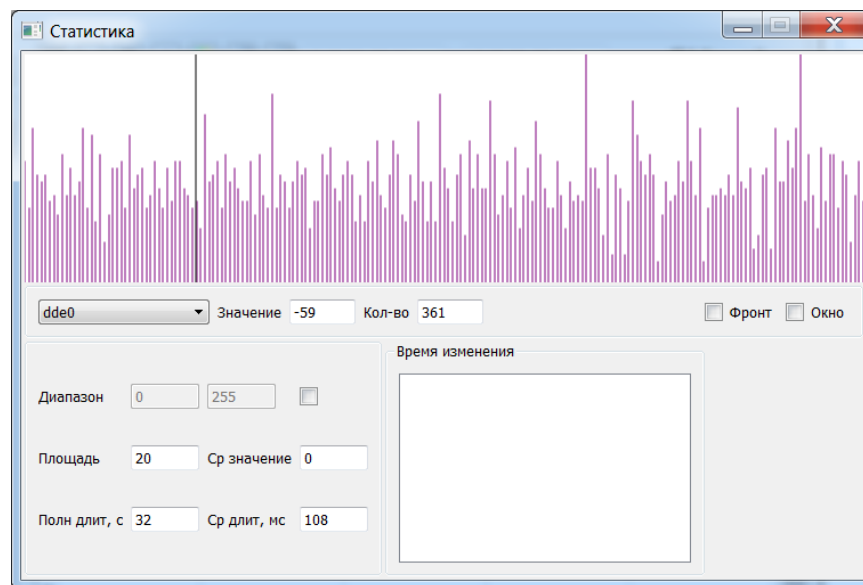 Статистика
dde0 Значение -59 Кол-во 361 Фронт Окно
Время изменения
Диапазон 0 255
Площадь 20 Ср значение 0
Полн длит, с 32 Ср длит, мс 108